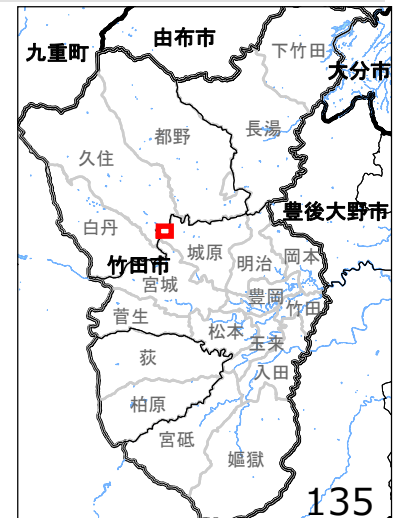 九重町
由布市
下竹田
大分市
都野
長湯
久住
豊後大野市
白丹
城原
岡本
竹田市
明治
宮城
豊岡
竹田
菅生
松本
玉来
荻
入田
柏原
宮砥
嫗獄
135